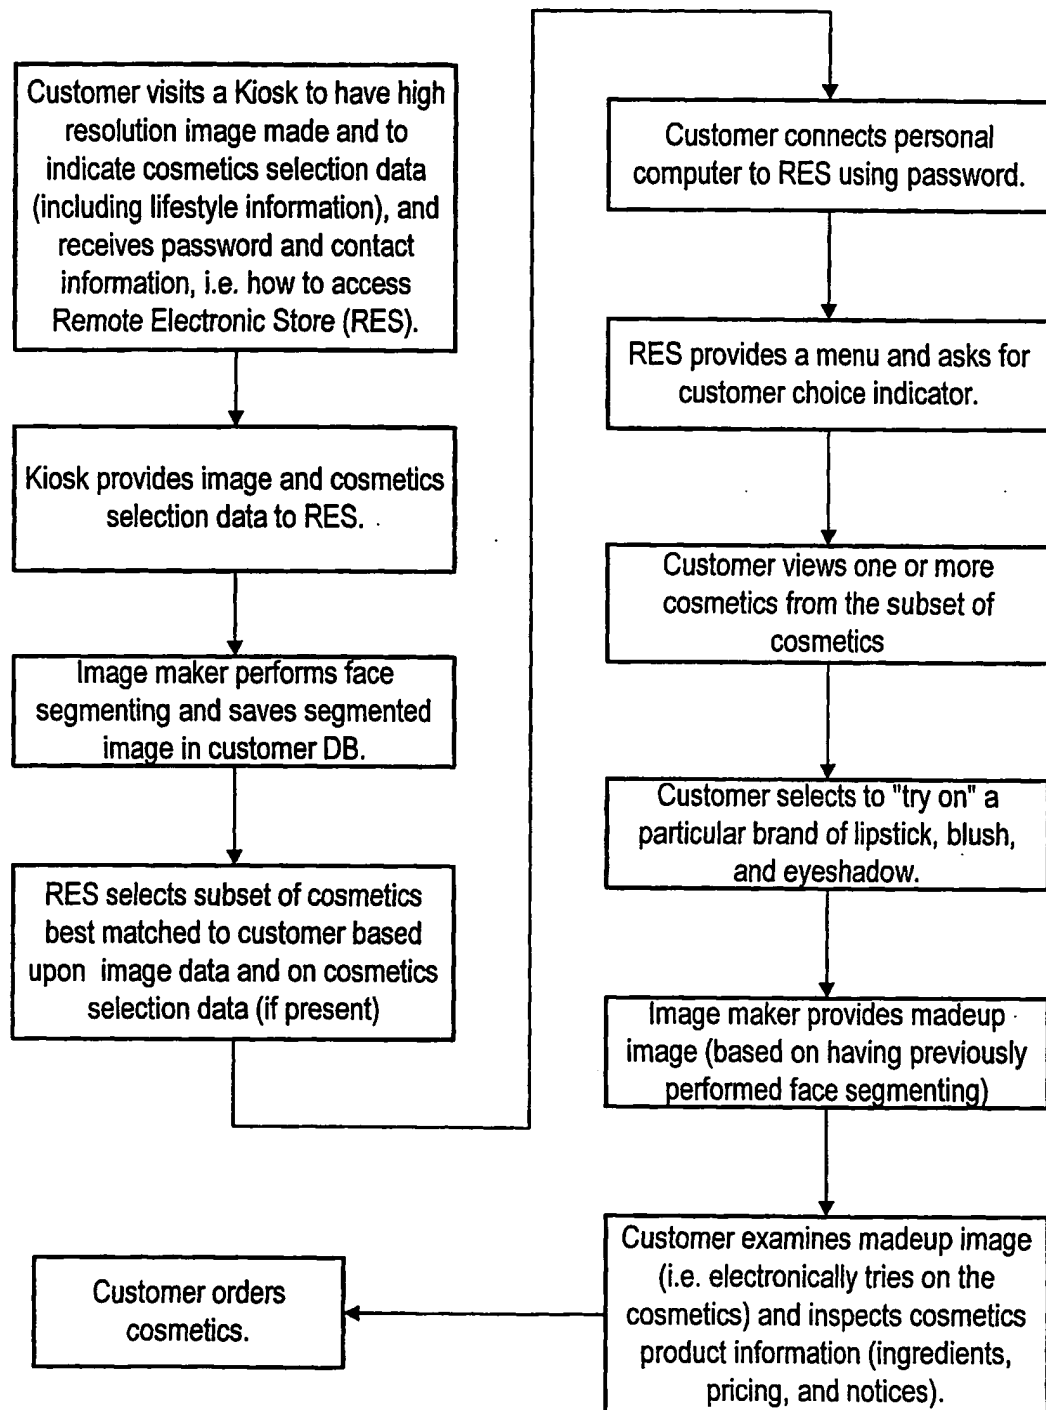 Customer visits a Kiosk to have high
resolution image made and to
indicate cosmetics selection data
(including lifestyle information), and
receives password and contact
information, i.e. how to access
Remote Electronic Store (RES).
Kiosk provides image and cosmetics
selection data to RES.
Image maker performs face
segmenting and saves segmented
image in customer DB.
RES selects subset of cosmetics
best matched to customer based
upon image data and on cosmetics
selection data (if present)
Customer connects personal
computer to RES using password.
RES provides a menu and asks for
customer choice indicator.
Customer views one or more
cosmetics from the subset of
cosmetics
Customer selects to "try on" a
particular brand of lipstick, blush,
and eyeshadow.
Image maker provides madeup
image (based on having previously
performed face segmenting)
Customer examines madeup image
(i.e. electronically tries on the
cosmetics) and inspects cosmetics
product information (ingredients,
pricing, and notices).
Customer orders
cosmetics.